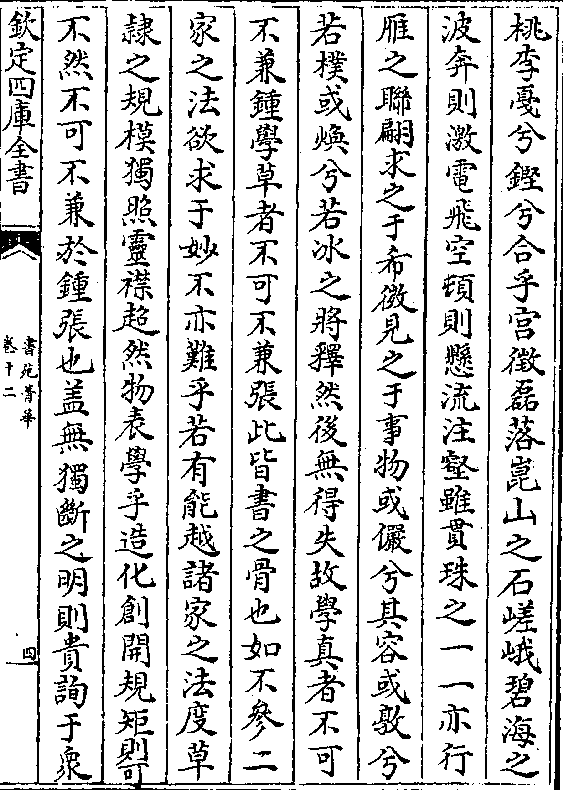 桃李戛兮鏗兮合乎宫徵磊落崑山之石嵯峨碧海之
波奔則激電飛空頓則懸流注壑雖貫珠之一一亦行
雁之聯翩求之于希微見之于事物或儼兮其容或敦兮
若樸或煥兮若冰之將釋然後無得失故學真者不可
不兼鍾學草者不可不兼張此皆書之骨也如不參二
家之法欲求于妙不亦難乎若有能越諸家之法度草
隷之規模獨照靈襟超然物表學乎造化創開規矩則可
不然不可不兼於鍾張也盖無獨斷之明則貴詢于衆
欽定四庫全書
書苑菁華
卷十二
四